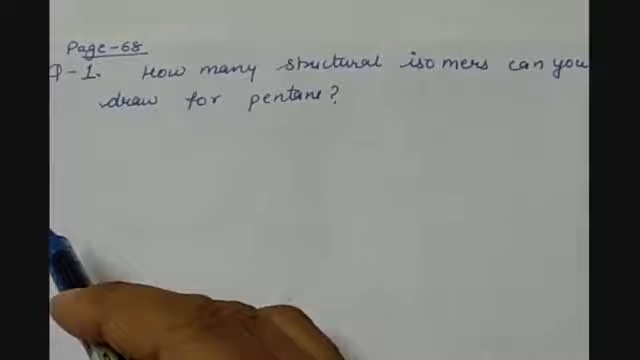 Page-68
Q-1. How many structural isomers can you
draw for pentane?